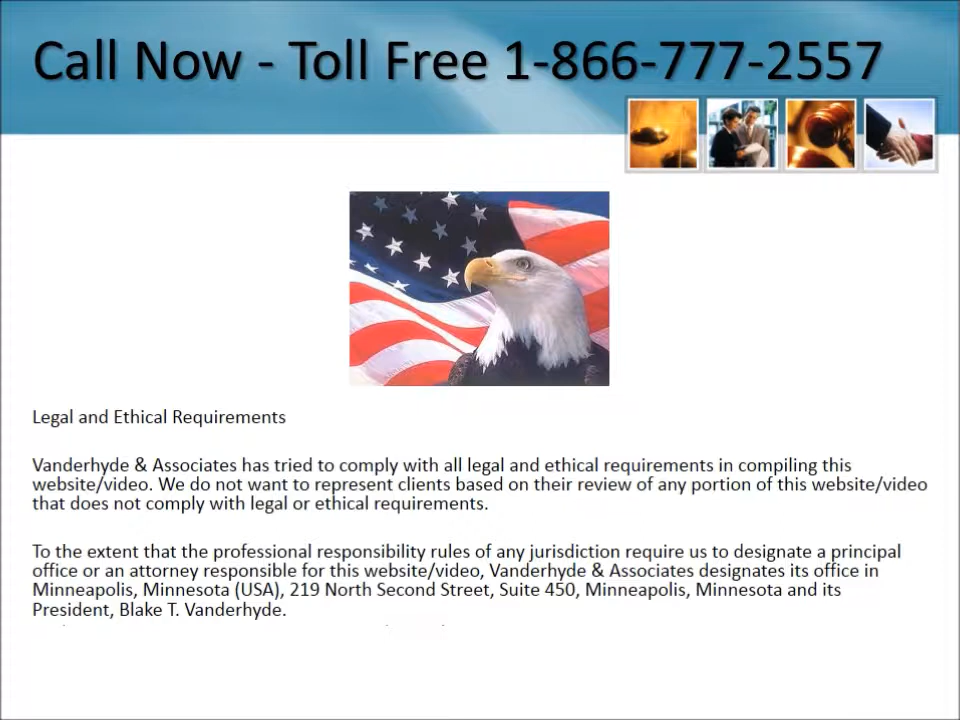 Call Now - Toll Free 1-866-777-2557
Legal and Ethical Requirements
Vanderhyde & Associates has tried to comply with all legal and ethical requirements in compiling this
website/video. We do not want to represent clients based on their review of any portion of this website/video
that does not comply with legal or ethical requirements.
To the extent that the professional responsibility rules of any jurisdiction require us to designate a principal
office or an attorney responsible for this website/video, Vanderhyde & Associates designates its office in
Minneapolis, Minnesota (USA), 219 North Second Street, Suite 450, Minneapolis, Minnesota and its
President, Blake T. Vanderhyde.